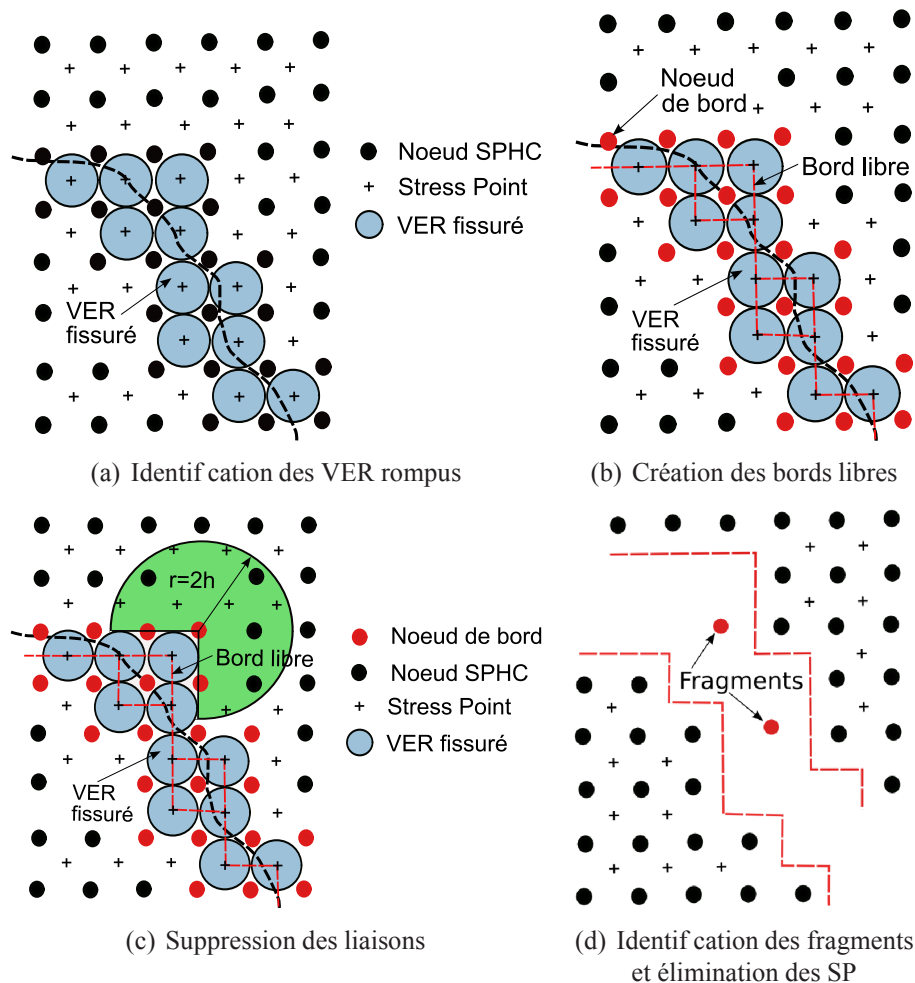 Noeud SPHC
Stress Point
VER fissuré
VER
fissuré
(a) Identif cation des VER rompus
Noeud
de bord
Bord libre
VER
fissuré
(b) Création des bords libres
r=2h
Bord libre
VER
fissuré
Noeud de bord
Noeud SPHC
Stress Point
VER fissuré
(c) Suppression des liaisons
Fragments
(d) Identif cation des fragments
et élimination des SP